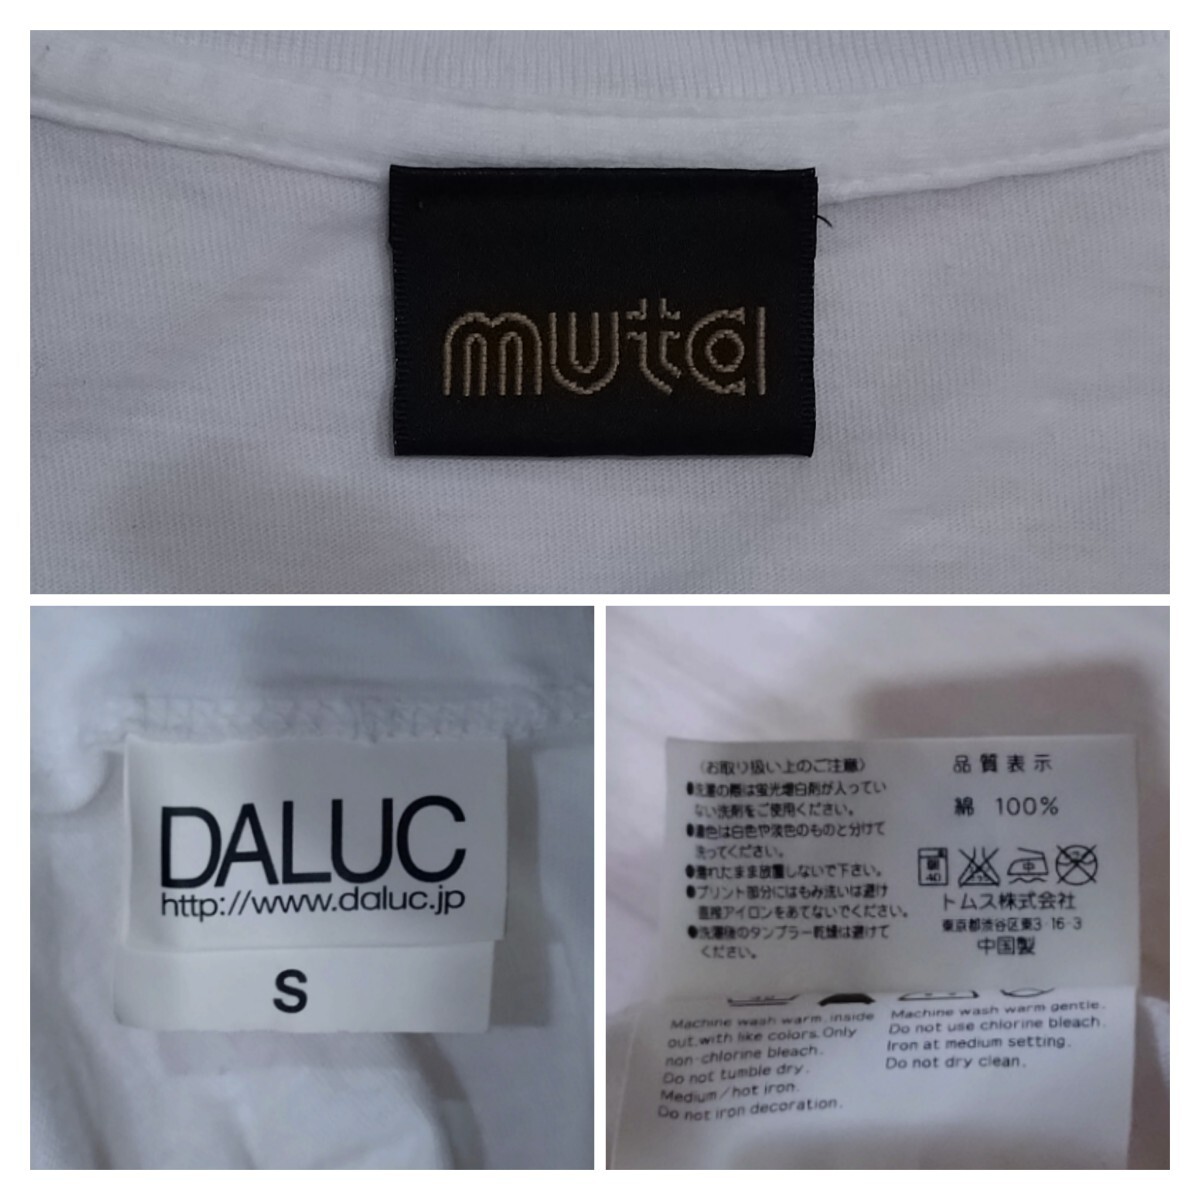 muta
DALUC
http://www.daluc.jp
S
〈お取り扱い上のご注意〉
●洗濯の際は蛍光増白剤が入ってい
ない洗剤をご使用ください。
●濃色は白色や淡色のものと分けて
洗ってください。
●濡れたまま放置しないで下さい。
●プリント部分にはもみ洗いは避け
直接アイロンをあてないでください。
●洗濯後のタンブラー乾燥は避けて
ください。
品質表示
綿 100%
弱 40 中
トムス株式会社
東京都渋谷区東3-16-3
中国製
Machine wash warm, inside
out, with like colors. Only
non-chlorine bleach.
Do not tumble dry.
Medium/hot iron.
Do not iron decoration.
Machine wash warm gentle.
Do not use chlorine bleach.
Iron at medium setting.
Do not dry clean.